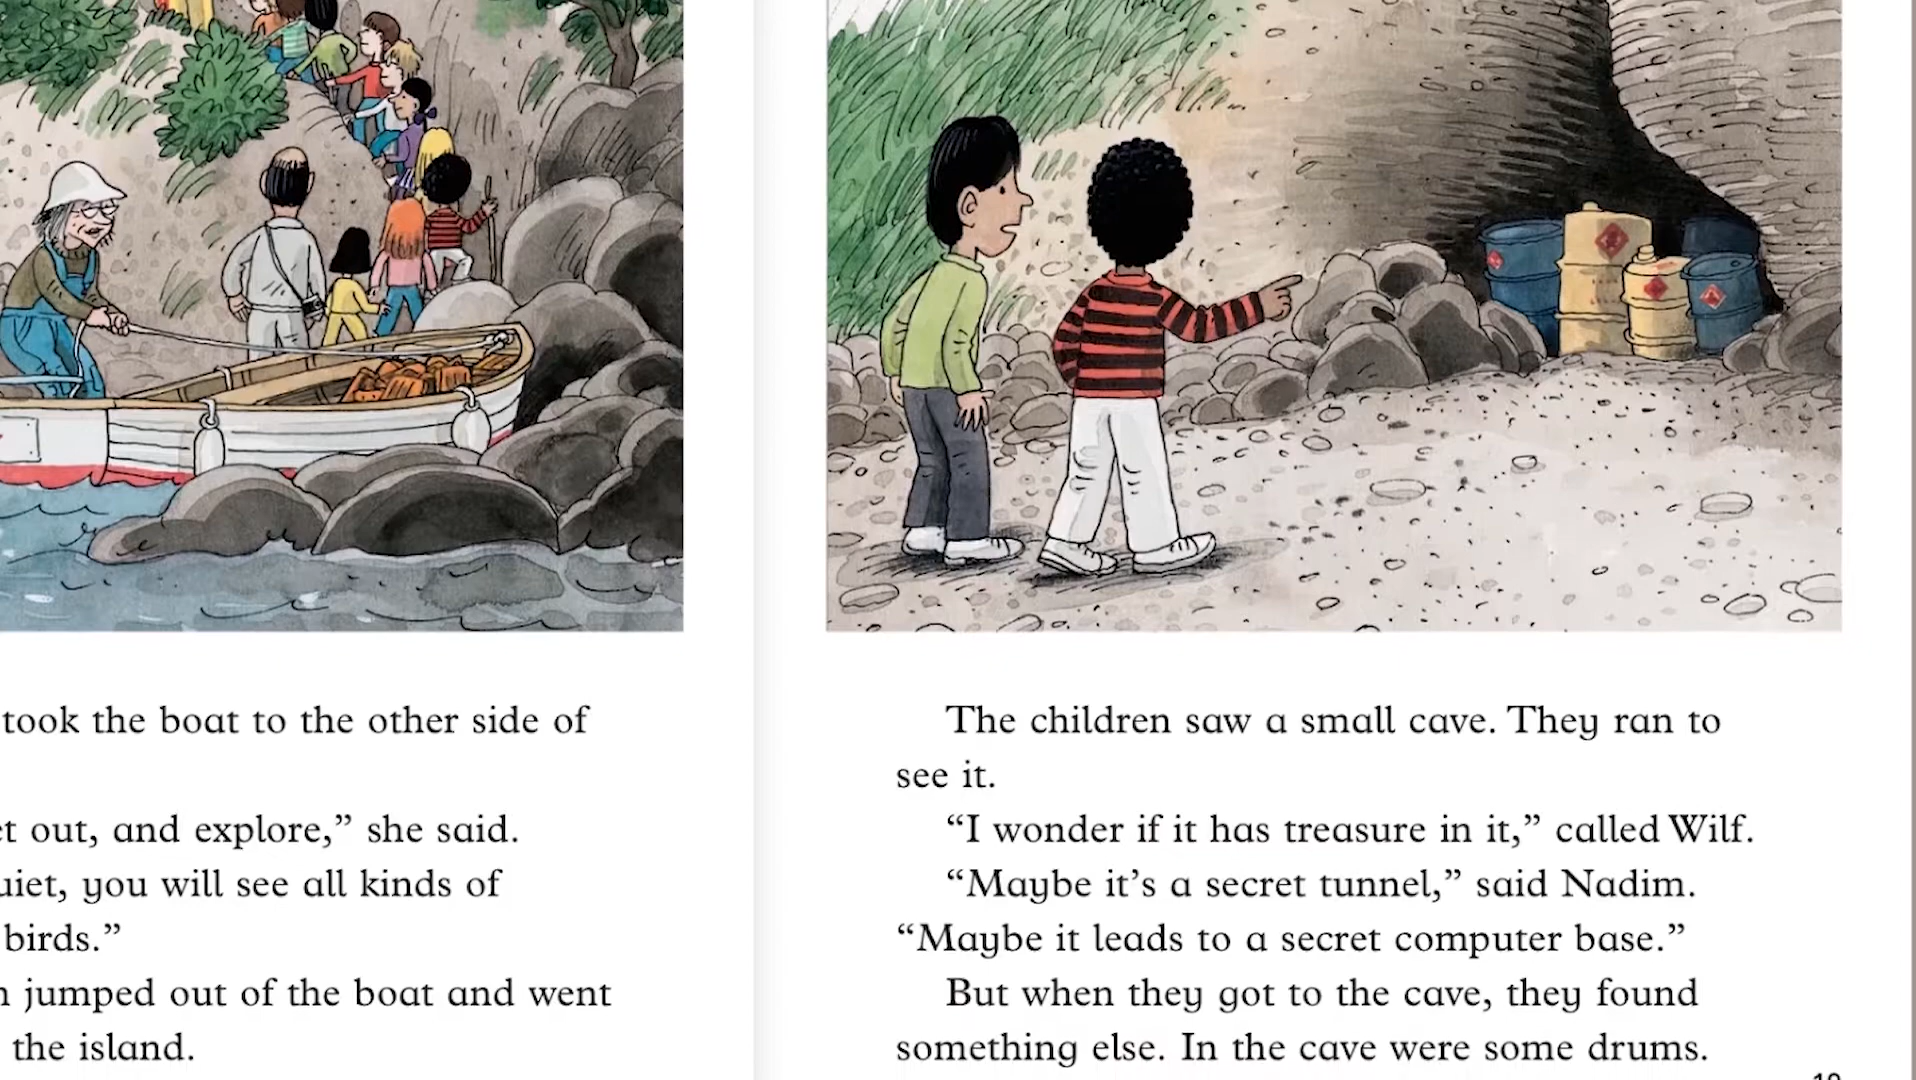 took the boat to the other side of
out, and explore,” she said.
you will see all kinds of
birds.”
jumped out of the boat and went
the island.
The children saw a small cave. They ran to
see it.
“I wonder if it has treasure in it,” called Wilf.
“Maybe it’s a secret tunnel,” said Nadim.
“Maybe it leads to a secret computer base.”
But when they got to the cave, they found
something else. In the cave were some drums.